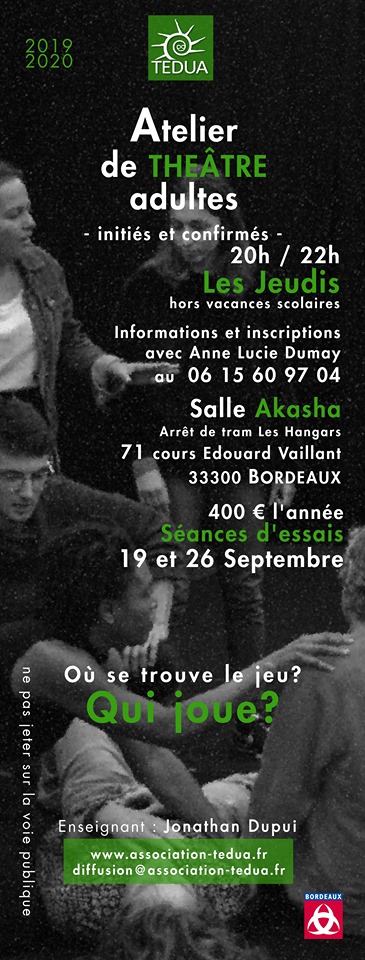 2019
2020
TEDUA
Atelier
de THEÂTRE
adultes
- initiés et confirmés -
20h / 22h
Les Jeudis
hors vacances scolaires
Informations et inscriptions
avec Anne Lucie Dumay
au 06 15 60 97 04
Salle Akasha
Arrêt de tram Les Hangars
71 cours Edouard Vaillant
33300 BORDEAUX
400 € l'année
Séances d'essais
19 et 26 Septembre
Où se trouve le jeu?
Qui joue?
ne pas jeter sur la voie publique
Enseignant : Jonathan Dupui
www.association-tedua.fr
diffusion@association-tedua.fr
BORDEAUX